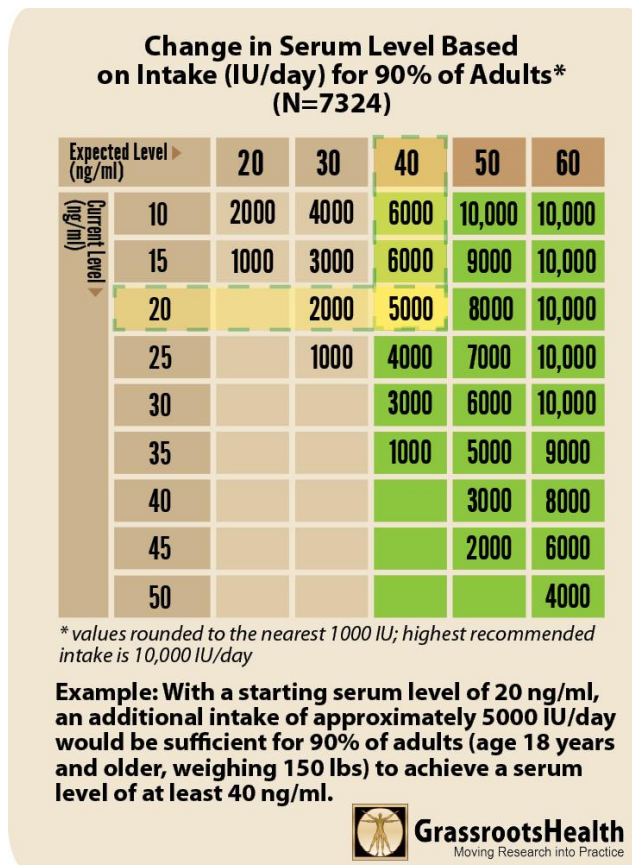 Change in Serum Level Based
on Intake (IU/day) for 90% of Adults*
(N=7324)
Expected Level (ng/ml) 20 30 40 50 60
Current Level (ng/ml)
10 2000 4000 6000 10,000 10,000
15 1000 3000 6000 9000 10,000
20 2000 5000 8000 10,000
25 1000 4000 7000 10,000
30 3000 6000 10,000
35 1000 5000 9000
40 3000 8000
45 2000 6000
50 4000
* values rounded to the nearest 1000 IU; highest recommended
intake is 10,000 IU/day
Example: With a starting serum level of 20 ng/ml,
an additional intake of approximately 5000 IU/day
would be sufficient for 90% of adults (age 18 years
and older, weighing 150 lbs) to achieve a serum
level of at least 40 ng/ml.
GrassrootsHealth
Moving Research into Practice